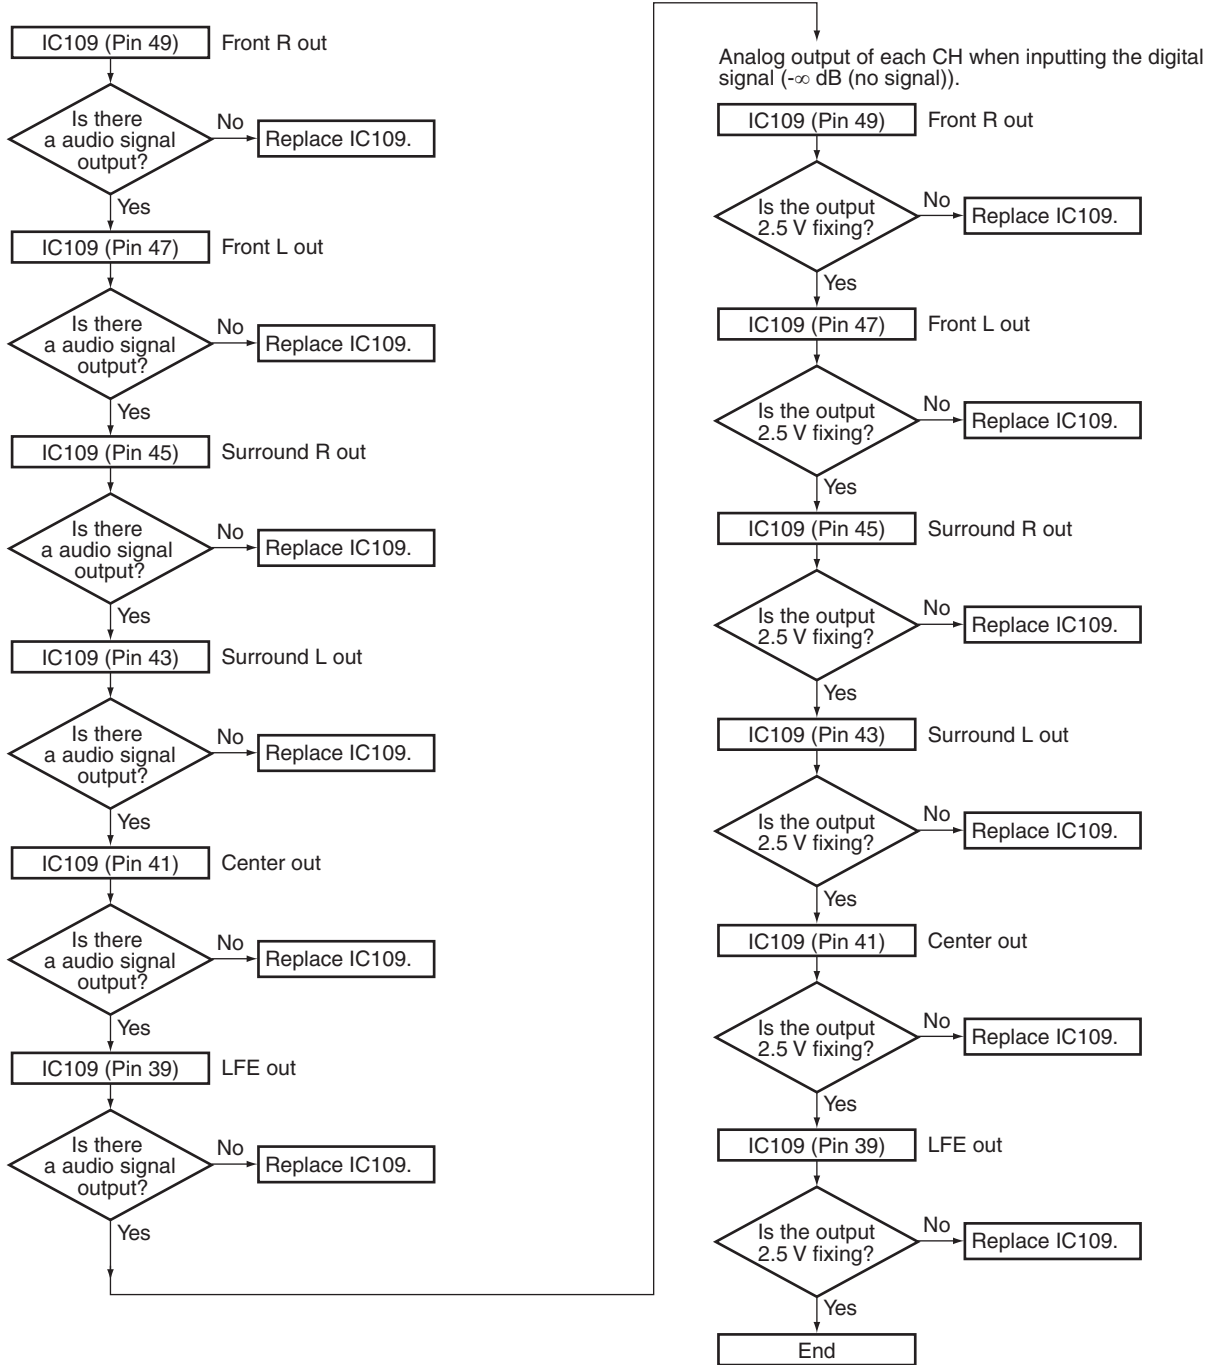 IC109 (Pin 49) Front R out
Is there
a audio signal
output?
No
Replace IC109.
Yes
IC109 (Pin 47) Front L out
Is there
a audio signal
output?
No
Replace IC109.
Yes
IC109 (Pin 45) Surround R out
Is there
a audio signal
output?
No
Replace IC109.
Yes
IC109 (Pin 43) Surround L out
Is there
a audio signal
output?
No
Replace IC109.
Yes
IC109 (Pin 41) Center out
Is there
a audio signal
output?
No
Replace IC109.
Yes
IC109 (Pin 39) LFE out
Is there
a audio signal
output?
No
Replace IC109.
Yes
Analog output of each CH when inputting the digital
signal (-∞ dB (no signal)).
IC109 (Pin 49) Front R out
Is the output
2.5 V fixing?
No
Replace IC109.
Yes
IC109 (Pin 47) Front L out
Is the output
2.5 V fixing?
No
Replace IC109.
Yes
IC109 (Pin 45) Surround R out
Is the output
2.5 V fixing?
No
Replace IC109.
Yes
IC109 (Pin 43) Surround L out
Is the output
2.5 V fixing?
No
Replace IC109.
Yes
IC109 (Pin 41) Center out
Is the output
2.5 V fixing?
No
Replace IC109.
Yes
IC109 (Pin 39) LFE out
Is the output
2.5 V fixing?
No
Replace IC109.
Yes
End